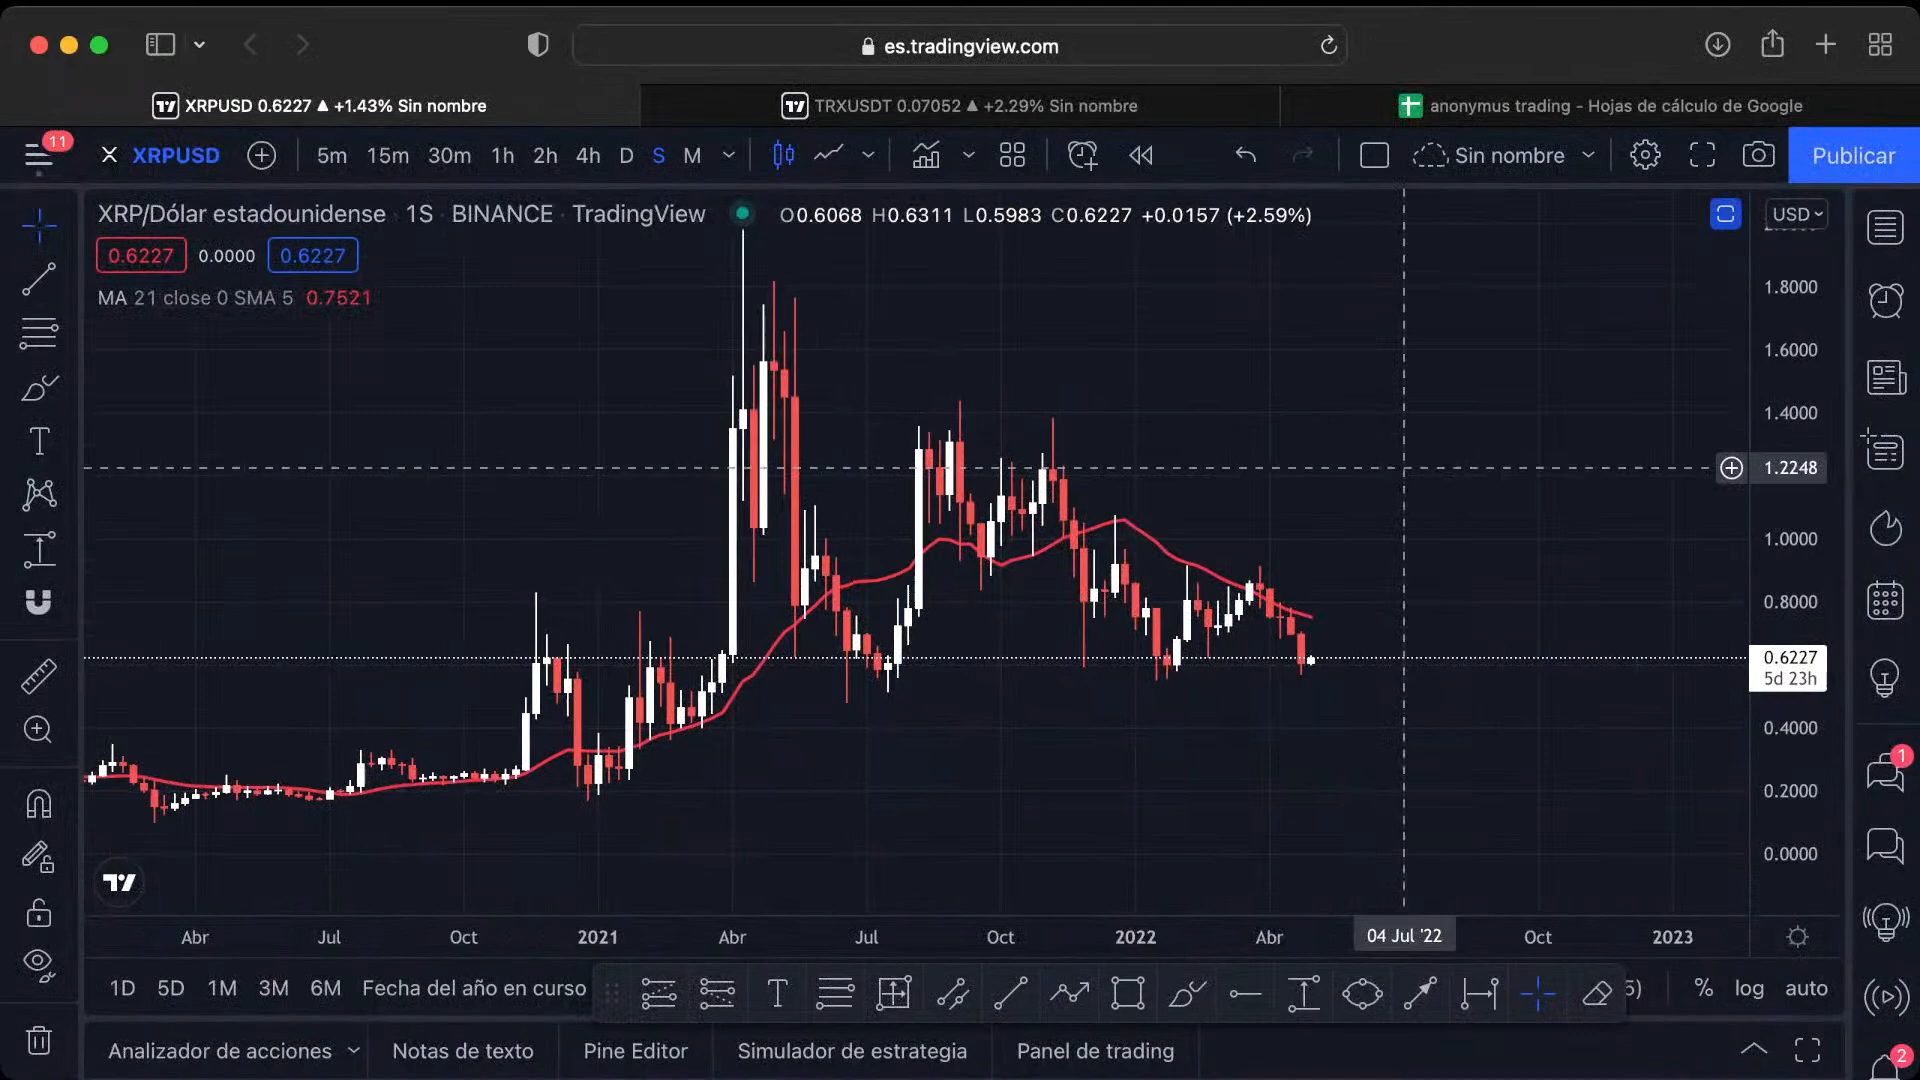 es.tradingview.com
XRPUSD 0.6227 ▲ +1.43% Sin nombre
TRXUSDT 0.07052 ▲ +2.29% Sin nombre
anonymus trading - Hojas de cálculo de Google
11
XRPUSD
5m 15m 30m 1h 2h 4h D S M
Sin nombre
Publicar
XRP/Dólar estadounidense · 1S · BINANCE · TradingView
O0.6068 H0.6311 L0.5983 C0.6227 +0.0157 (+2.59%)
USD
0.6227 0.0000 0.6227
MA 21 close 0 SMA 5 0.7521
1.8000
1.6000
1.4000
1.2248
1.0000
0.8000
0.6227
5d 23h
0.4000
0.2000
0.0000
1
Abr Jul Oct 2021 Abr Jul Oct 2022 Abr 04 Jul '22 Oct 2023
1D 5D 1M 3M 6M Fecha del año en curso
5) % log auto
Analizador de acciones Notas de texto Pine Editor Simulador de estrategia Panel de trading
2